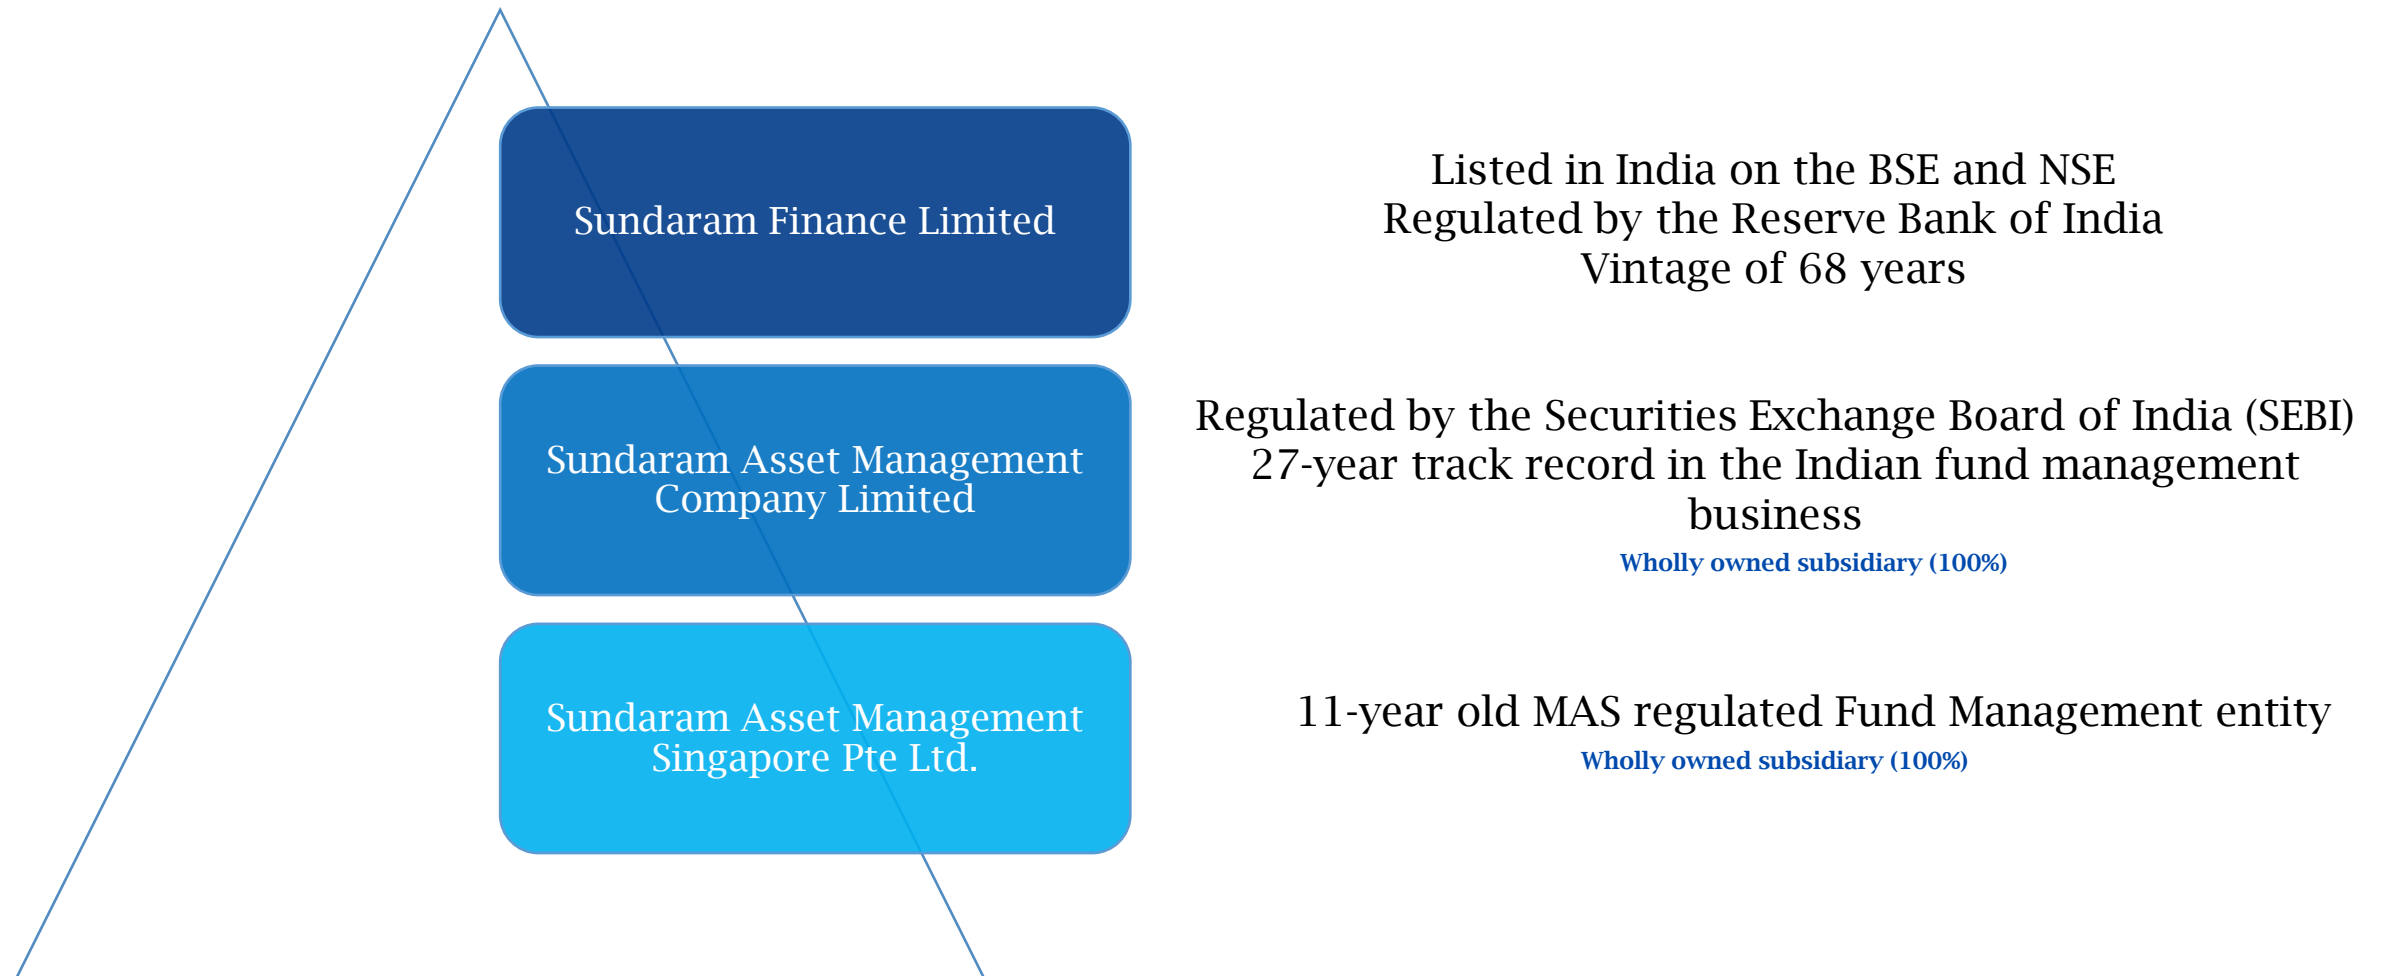 Sundaram Finance Limited
Listed in India on the BSE and NSE
Regulated by the Reserve Bank of India
Vintage of 68 years
Sundaram Asset Management
Company Limited
Regulated by the Securities Exchange Board of India (SEBI)
27-year track record in the Indian fund management
business
Wholly owned subsidiary (100%)
Sundaram Asset Management
Singapore Pte Ltd.
11-year old MAS regulated Fund Management entity
Wholly owned subsidiary (100%)